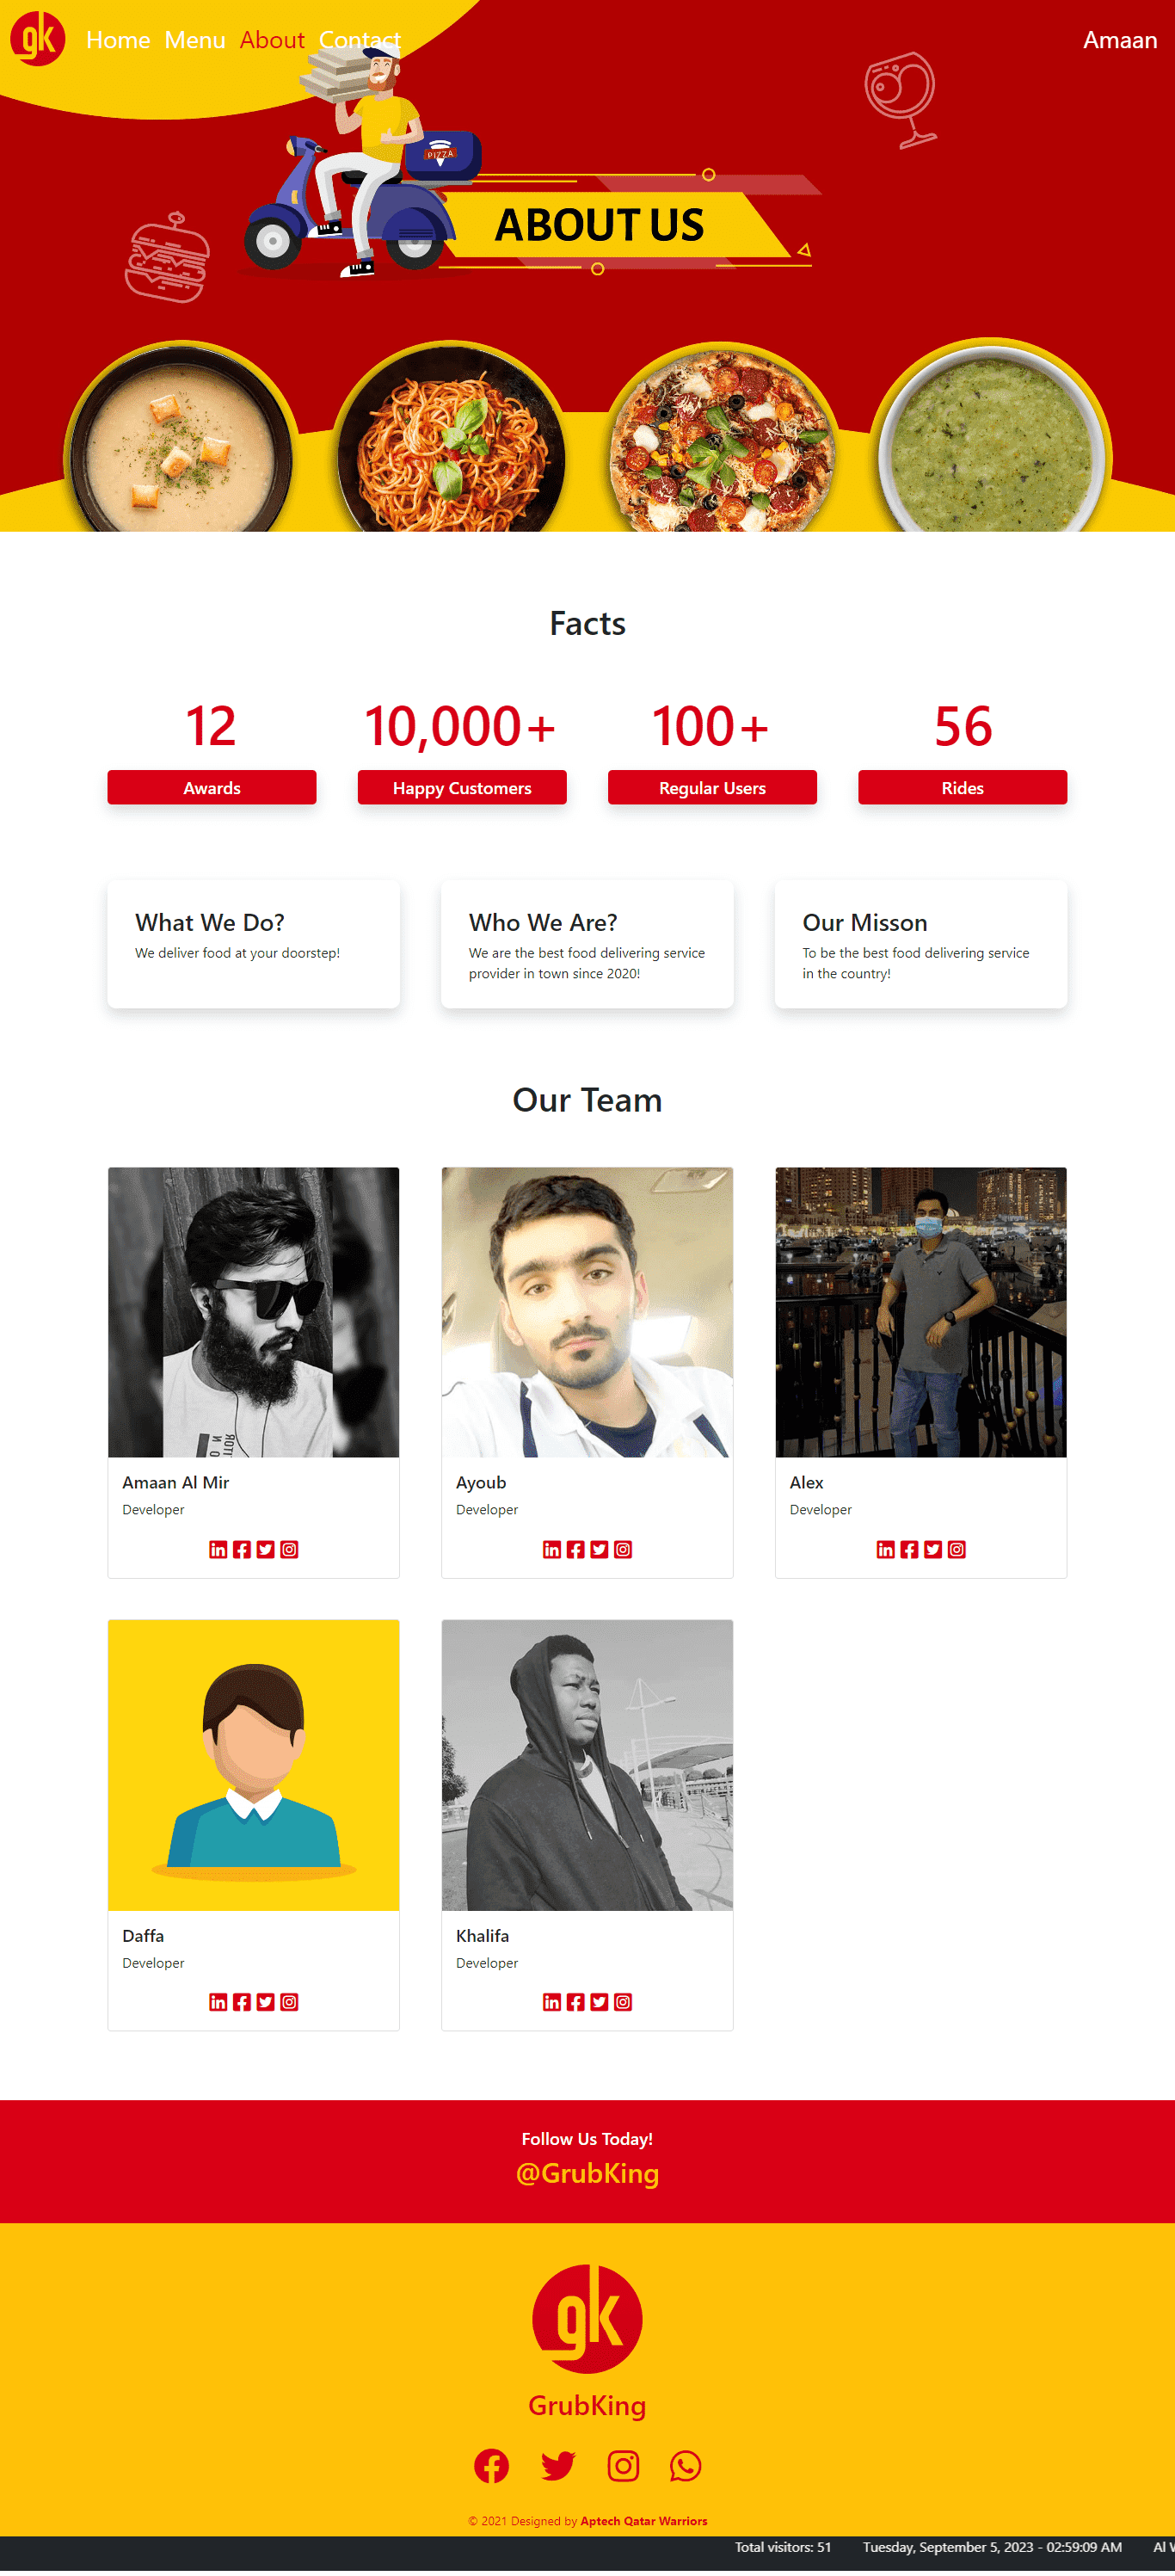 gk
Home Menu About Contact
Amaan
PIZZA
ABOUT US
Facts
12
10,000+
100+
56
Awards
Happy Customers
Regular Users
Rides
What We Do?
We deliver food at your doorstep!
Who We Are?
We are the best food delivering service
provider in town since 2020!
Our Misson
To be the best food delivering service
in the country!
Our Team
Amaan Al Mir
Developer
Ayoub
Developer
Alex
Developer
Daffa
Developer
Khalifa
Developer
Follow Us Today!
@GrubKing
gk
GrubKing
© 2021 Designed by Aptech Qatar Warriors
Total visitors: 51 Tuesday, September 5, 2023 - 02:59:09 AM Al